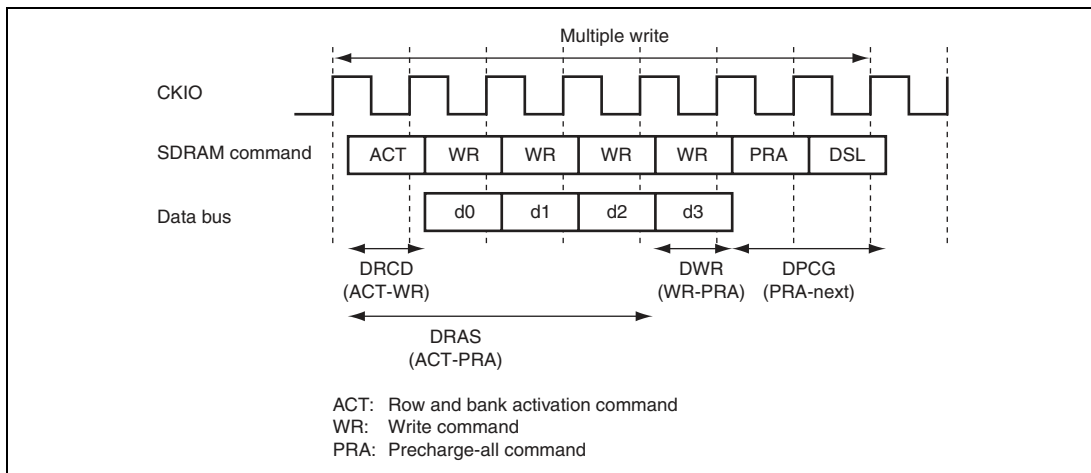 Multiple write
CKIO
SDRAM command ACT WR WR WR WR PRA DSL
Data bus d0 d1 d2 d3
DRCD DWR DPCG
(ACT-WR) (WR-PRA) (PRA-next)
DRAS
(ACT-PRA)
ACT: Row and bank activation command
WR: Write command
PRA: Precharge-all command